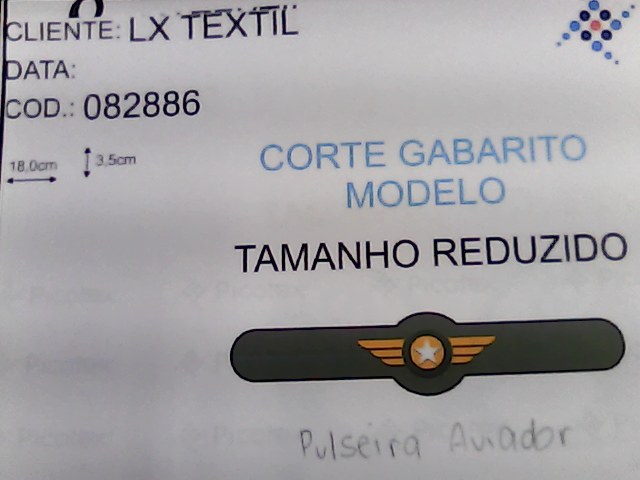 CLIENTE: LX TEXTIL
DATA:
COD.: 082886
18,0cm
3,5cm
CORTE GABARITO
MODELO
TAMANHO REDUZIDO
Pulseira Aviador